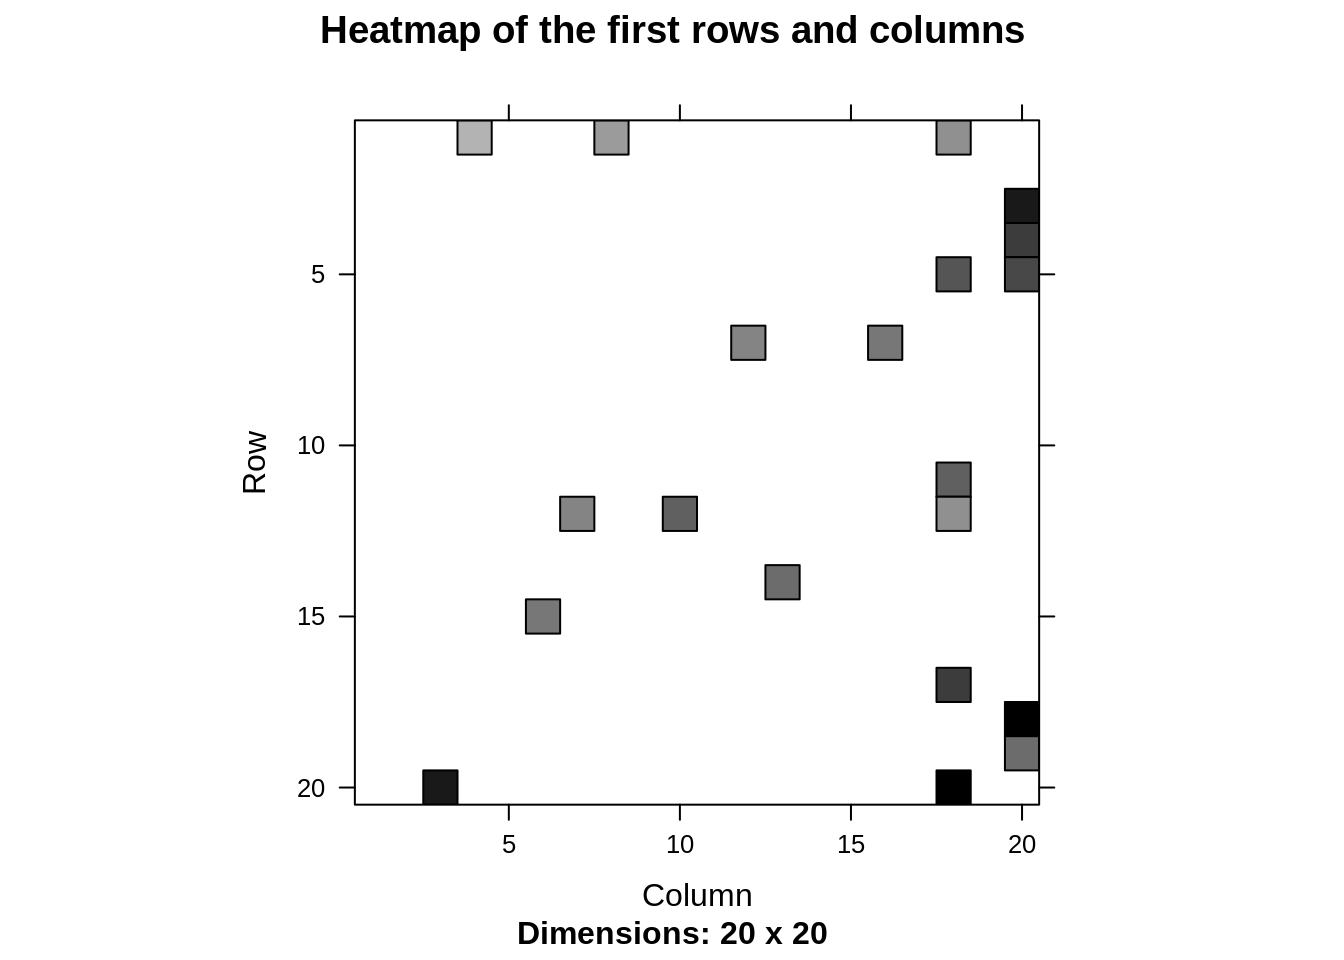 Heatmap of the first rows and columns
5
10
15
20
Row
5 10 15 20
Column
Dimensions: 20 x 20